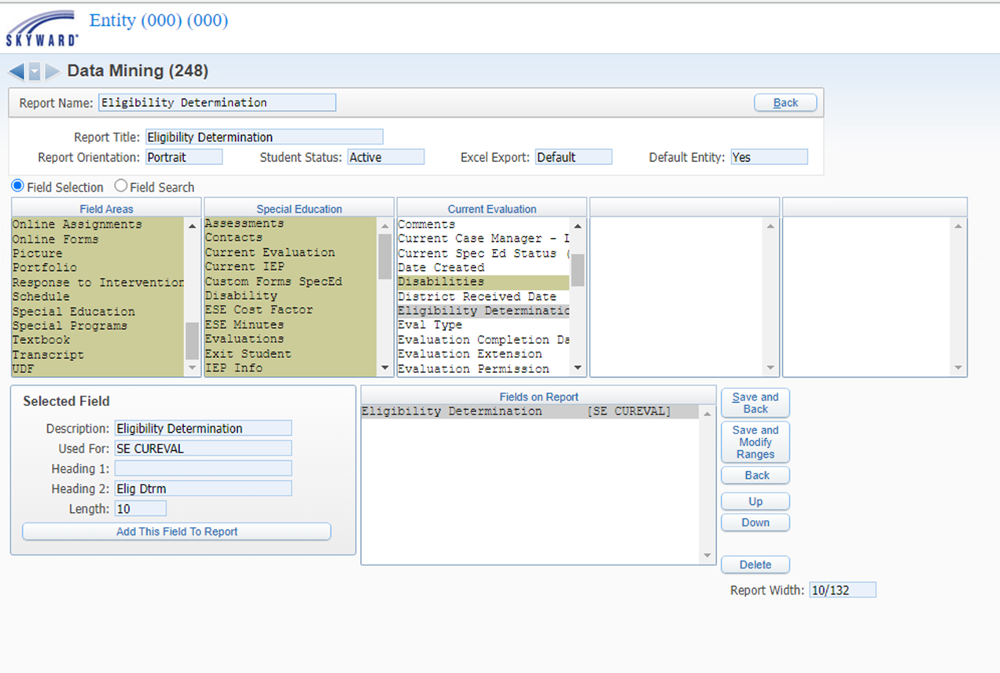 SKYWARD
Entity (000) (000)
Data Mining (248)
Report Name: Eligibility Determination Back
Report Title: Eligibility Determination
Report Orientation: Portrait Student Status: Active Excel Export: Default Default Entity: Yes
Field Selection Field Search
Field Areas
Online Assignments
Online Forms
Picture
Portfolio
Response to Intervention
Schedule
Special Education
Special Programs
Textbook
Transcript
UDF
Special Education
Assessments
Contacts
Current Evaluation
Current IEP
Custom Forms SpecEd
Disability
ESE Cost Factor
ESE Minutes
Evaluations
Exit Student
IEP Info
Current Evaluation
Comments
Current Case Manager - I
Current Spec Ed Status (
Date Created
Disabilities
District Received Date
Eligibility Determinatic
Eval Type
Evaluation Completion Da
Evaluation Extension
Evaluation Permission
Selected Field
Description: Eligibility Determination
Used For: SE CUREVAL
Heading 1:
Heading 2: Elig Dtrm
Length: 10
Add This Field To Report
Fields on Report
Eligibility Determination [SE CUREVAL]
Save and
Back
Save and
Modify
Ranges
Back
Up
Down
Delete
Report Width: 10/132